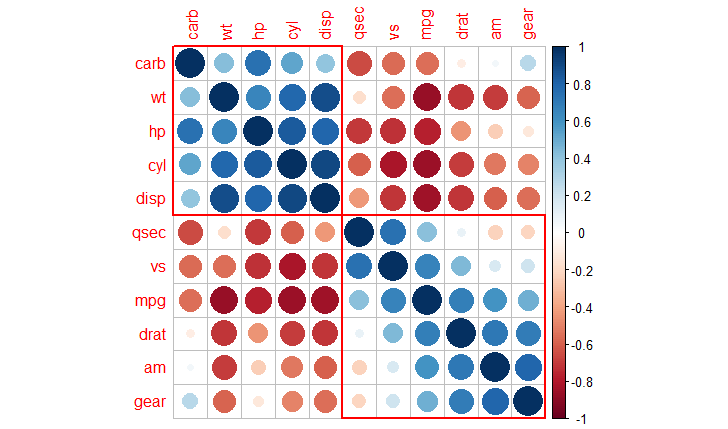 carb wt hp cyl disp qsec vs mpg drat am gear
carb
wt
hp
cyl
disp
qsec
vs
mpg
drat
am
gear
1
0.8
0.6
0.4
0.2
0
-0.2
-0.4
-0.6
-0.8
-1